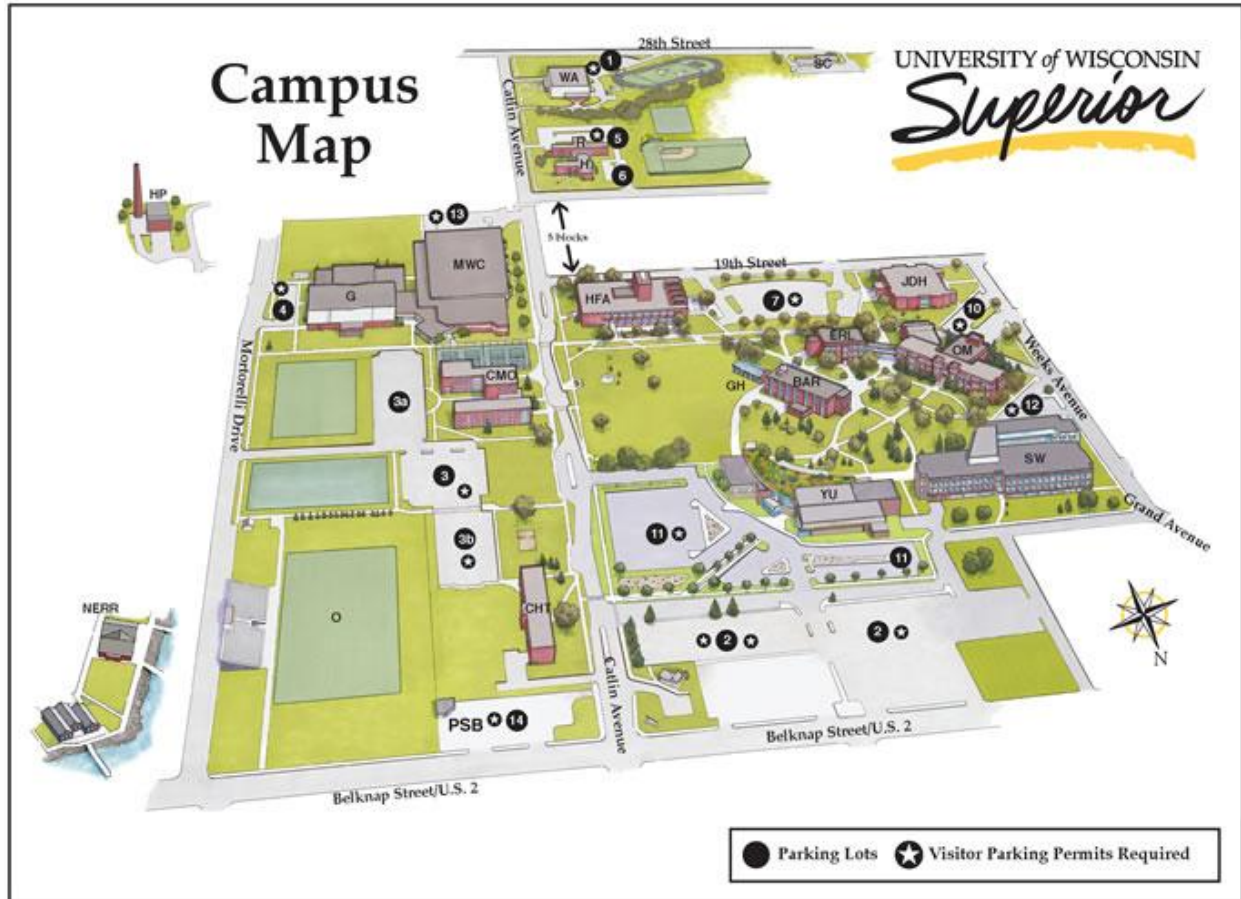 Campus
Map
UNIVERSITY of WISCONSIN
Superior
28th Street
SC
WA
1
Catlin Avenue
R
5
H
6
HP
13
5 blocks
MWC
19th Street
G
4
HFA
7
JDH
10
ERL
OM
Weeks Avenue
CMO
GH
BAR
12
Mortorelli Drive
3a
SW
3
YU
Grand Avenue
11
11
3b
NERR
CHT
O
2
2
N
PSB
14
Catlin Avenue
Belknap Street/U.S. 2
Belknap Street/U.S. 2
Parking Lots
Visitor Parking Permits Required